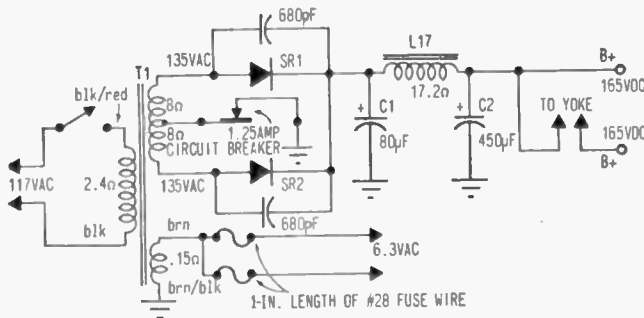 680pF
135VAC
SR1
L17
B+
165VDC
T1
blk/red
8Ω
8Ω
1.25AMP
CIRCUIT BREAKER
17.2Ω
+
C1
80µF
+
C2
450µF
TO YOKE
165VDC
B+
117VAC
2.4Ω
135VAC
SR2
680pF
blk
brn
.15Ω
6.3VAC
brn/blk
1-IN. LENGTH OF #28 FUSE WIRE